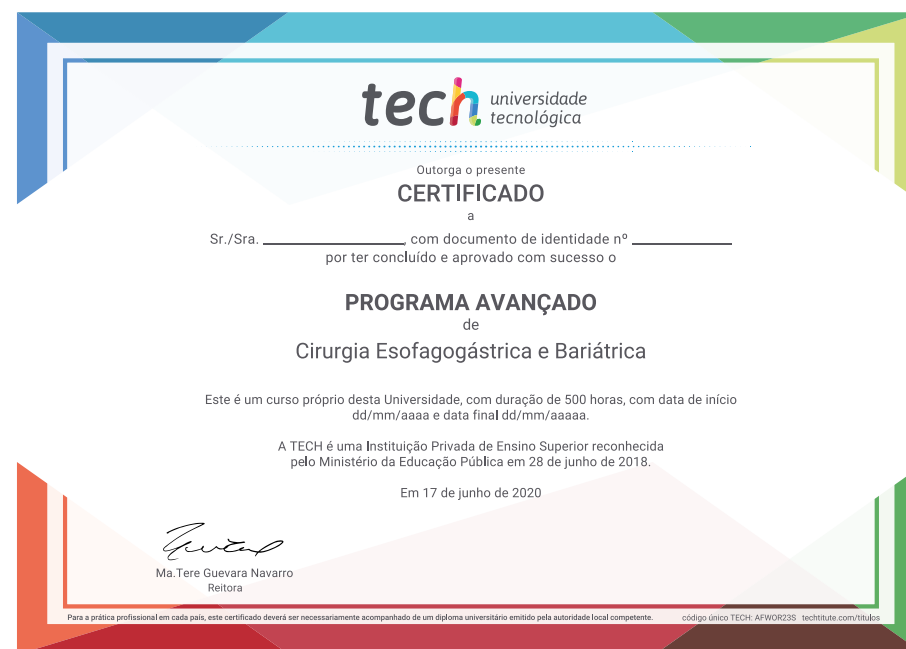 tech universidade
tecnológica
Outorga o presente
CERTIFICADO
a
Sr./Sra. ____________, com documento de identidade nº ____________
por ter concluído e aprovado com sucesso o
PROGRAMA AVANÇADO
de
Cirurgia Esofagogástrica e Bariátrica
Este é um curso próprio desta Universidade, com duração de 500 horas, com data de início
dd/mm/aaaa e data final dd/mm/aaaaa.
A TECH é uma Instituição Privada de Ensino Superior reconhecida
pelo Ministério da Educação Pública em 28 de junho de 2018.
Em 17 de junho de 2020
Ma.Tere Guevara Navarro
Reitora
Para a prática profissional em cada país, este certificado deverá ser necessariamente acompanhado de um diploma universitário emitido pela autoridade local competente. código único TECH: AFWOR23S techtitute.com/titulos